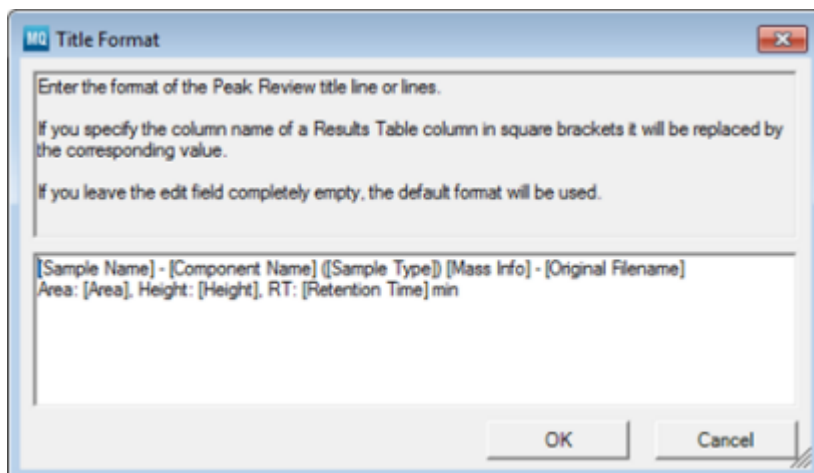 MQ Title Format
Enter the format of the Peak Review title line or lines.
If you specify the column name of a Results Table column in square brackets it will be replaced by
the corresponding value.
If you leave the edit field completely empty, the default format will be used.
[Sample Name] - [Component Name] ([Sample Type]) [Mass Info] - [Original Filename]
Area: [Area], Height: [Height], RT: [Retention Time] min
OK Cancel